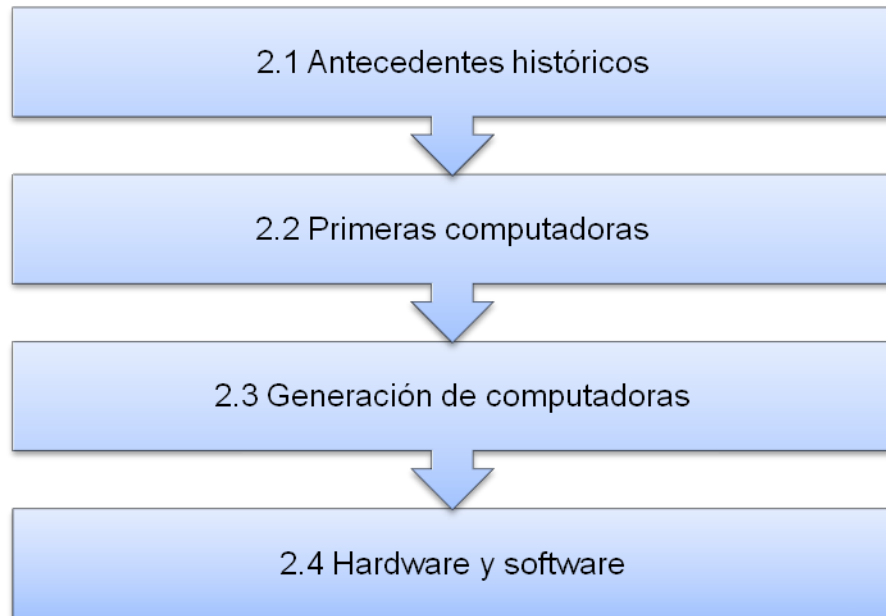 2.1 Antecedentes históricos
2.2 Primeras computadoras
2.3 Generación de computadoras
2.4 Hardware y software